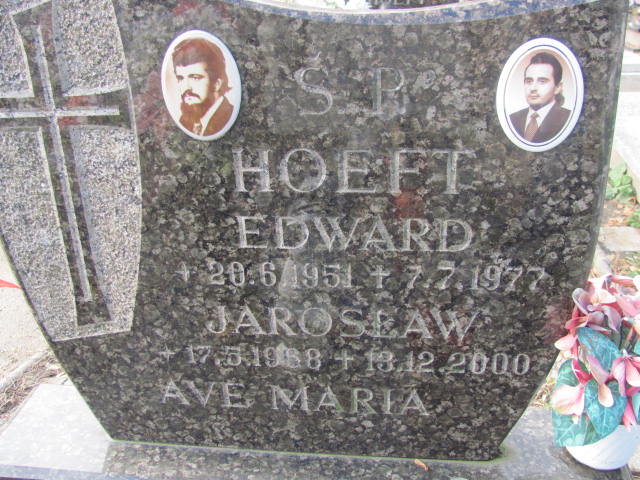 Ś.P.
HOEFT
EDWARD
+ 20.6.1951 + 7.7.1977
JAROSŁAW
+ 17.5.1968 + 13.12.2000
AVE MARIA